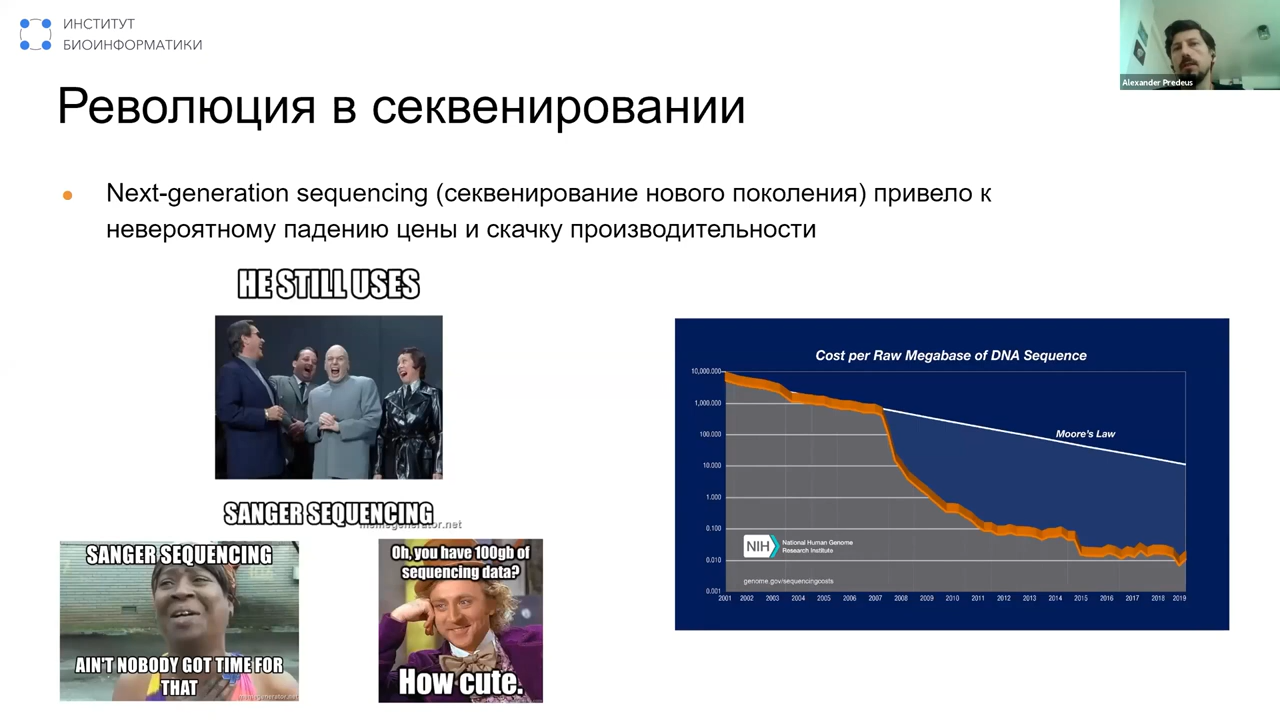 ИНСТИТУТ
БИОИНФОРМАТИКИ
Alexander Predeus
Революция в секвенировании
Next-generation sequencing (секвенирование нового поколения) привело к
невероятному падению цены и скачку производительности
HE STILL USES
SANGER SEQUENCING
memegenerator.net
SANGER SEQUENCING
AIN'T NOBODY GOT TIME FOR
THAT
memegenerator.net
Oh, you have 100gb of
sequencing data?
How cute.
Cost per Raw Megabase of DNA Sequence
10,000.000
1,000.000
100.000
10.000
1.000
0.100
0.010
0.001
Moore's Law
NIH
National Human Genome
Research Institute
genome.gov/sequencingcosts
2001 2002 2003 2004 2005 2006 2007 2008 2009 2010 2011 2012 2013 2014 2015 2016 2017 2018 2019